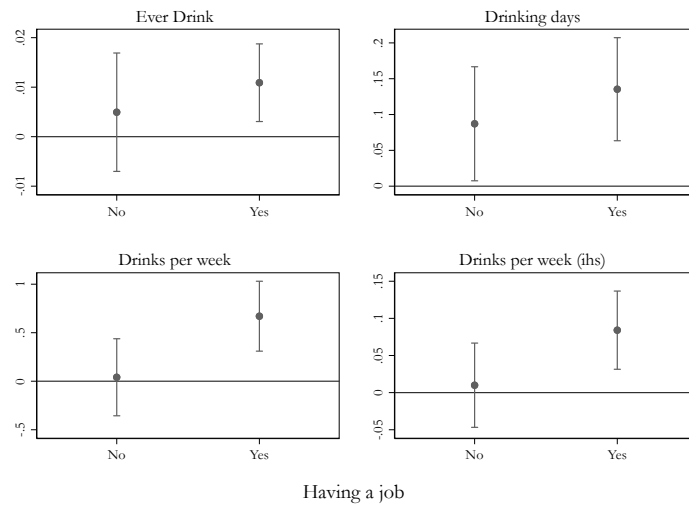 Ever Drink
.02
.01
0
-.01
No Yes
Drinking days
.2
.15
.1
.05
0
No Yes
Drinks per week
1
.5
0
-.5
No Yes
Drinks per week (ihs)
.15
.1
.05
0
-.05
No Yes
Having a job